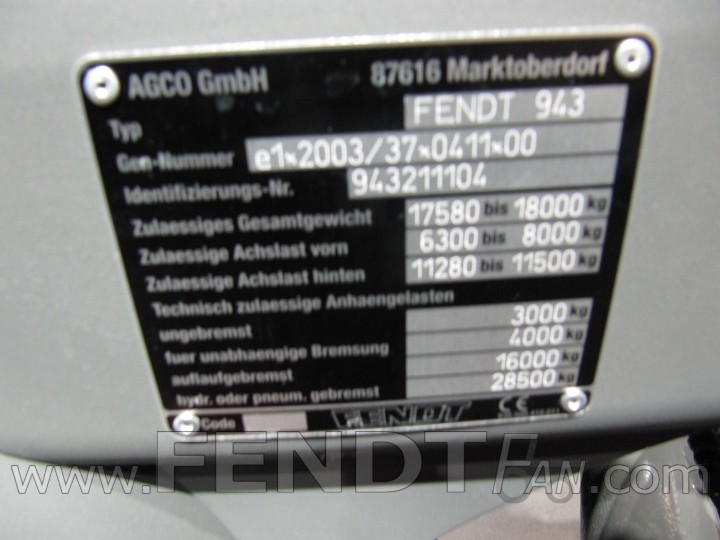 AGCO GmbH 87616 Marktoberdorf
Typ FENDT 943
Gen-Nummer e1*2003/37*0411*00
Identifizierungs-Nr. 943211104
Zulaessiges Gesamtgewicht 17580 bis 18000 kg
Zulaessige Achslast vorn 6300 bis 8000 kg
Zulaessige Achslast hinten 11280 bis 11500 kg
Technisch zulaessige Anhaengelasten
ungebremst 3000 kg
fuer unabhaengige Bremsung 4000 kg
auflaufgebremst 16000 kg
hydr. oder pneum. gebremst 28500 kg
Code FENDT CE
www.FENDTFAN.com